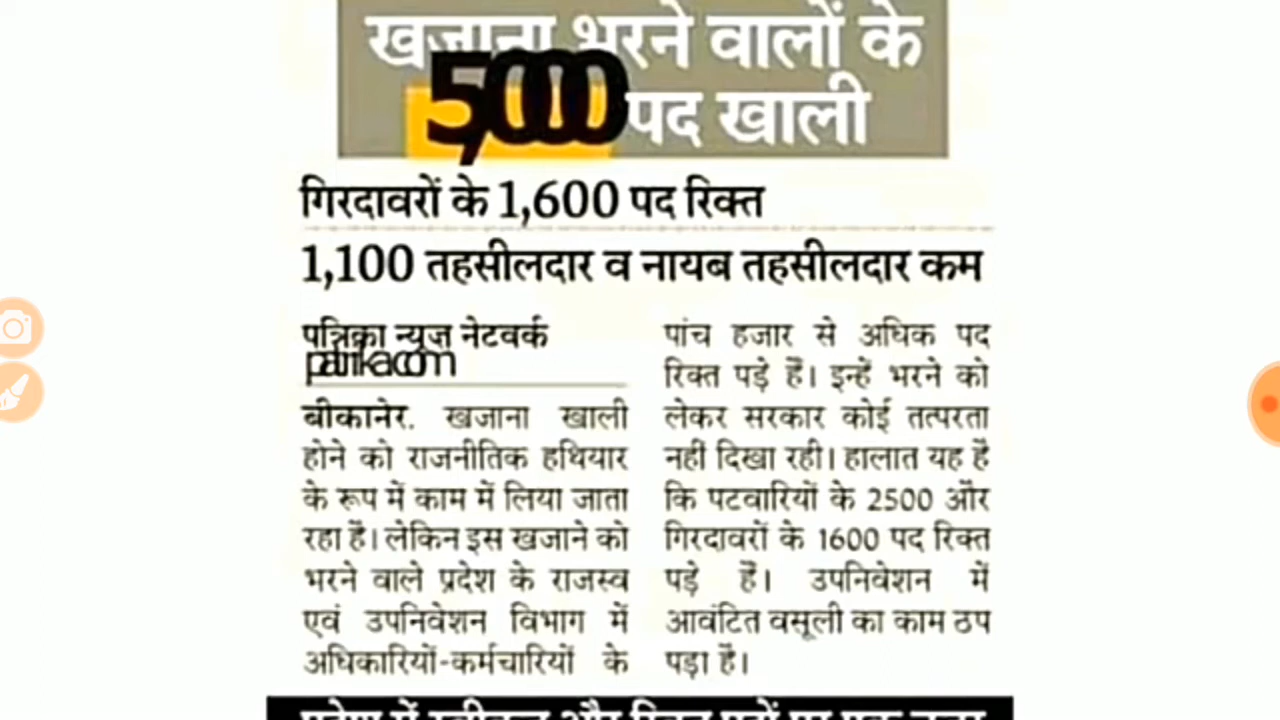 खजाना भरने वालों के
5,000 पद खाली
गिरदावरों के 1,600 पद रिक्त
1,100 तहसीलदार व नायब तहसीलदार कम
पत्रिका न्यूज नेटवर्क
patrika.com
बीकानेर. खजाना खाली
होने को राजनीतिक हथियार
के रूप में काम में लिया जाता
रहा है। लेकिन इस खजाने को
भरने वाले प्रदेश के राजस्व
एवं उपनिवेशन विभाग में
अधिकारियों-कर्मचारियों के
पांच हजार से अधिक पद
रिक्त पड़े हैं। इन्हें भरने को
लेकर सरकार कोई तत्परता
नहीं दिखा रही। हालात यह है
कि पटवारियों के 2500 और
गिरदावरों के 1600 पद रिक्त
पड़े हैं। उपनिवेशन में
आवंटित वसूली का काम ठप
पड़ा है।